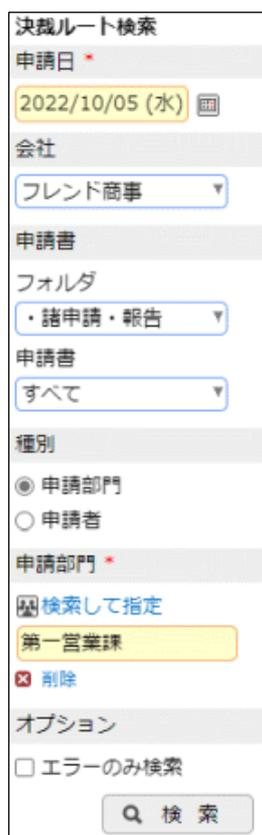 決裁ルート検索
申請日 *
2022/10/05 (水)
会社
フレンド商事
申請書
フォルダ
・諸申請・報告
申請書
すべて
種別
申請部門
申請者
申請部門 *
検索して指定
第一営業課
削除
オプション
エラーのみ検索
検 索